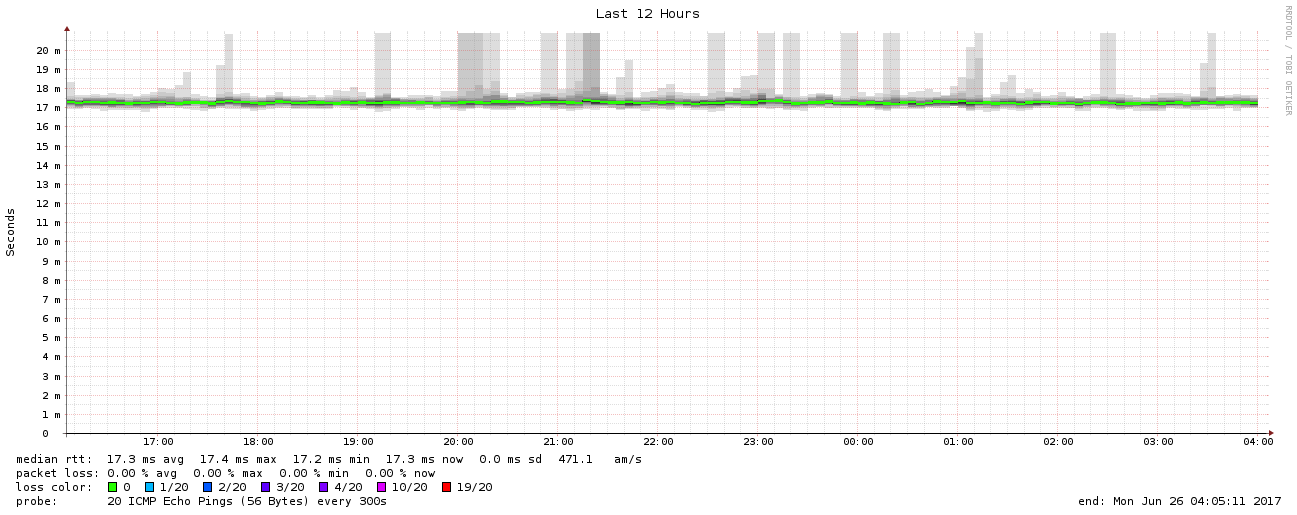 Last 12 Hours
RRDTOOL / TOBI OETIKER
Seconds
20 m
19 m
18 m
17 m
16 m
15 m
14 m
13 m
12 m
11 m
10 m
9 m
8 m
7 m
6 m
5 m
4 m
3 m
2 m
1 m
0
17:00 18:00 19:00 20:00 21:00 22:00 23:00 00:00 01:00 02:00 03:00 04:00
median rtt: 17.3 ms avg 17.4 ms max 17.2 ms min 17.3 ms now 0.0 ms sd 471.1 am/s
packet loss: 0.00 % avg 0.00 % max 0.00 % min 0.00 % now
loss color: 0 1/20 2/20 3/20 4/20 10/20 19/20
probe: 20 ICMP Echo Pings (56 Bytes) every 300s end: Mon Jun 26 04:05:11 2017